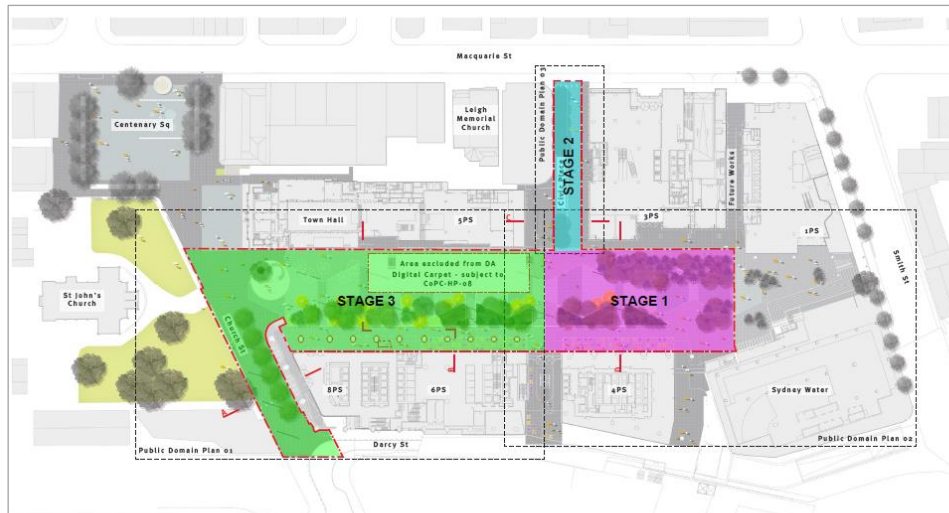 Macquarie St
Centenary Sq
Leigh
Memorial
Church
Public Domain Plan 03
STAGE 2
Future Works
Town Hall
5PS
3PS
1PS
Smith St
Area excluded from DA
Digital Carpet - subject to
CoPC-HP-08
St John's
Church
STAGE 3
STAGE 1
Church St
8PS
6PS
4PS
Sydney Water
Darcy St
Public Domain Plan 01
Public Domain Plan 02